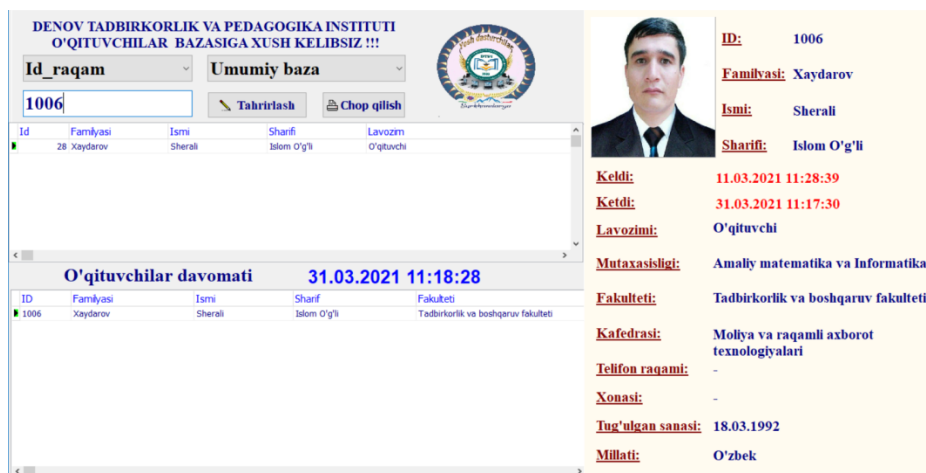 DENOV TADBIRKORLIK VA PEDAGOGIKA INSTITUTI
O'QITUVCHILAR BAZASIGA XUSH KELIBSIZ !!!
Id_raqam
Umumiy baza
1006
Tahrirlash
Chop qilish
Id Familyasi Ismi Sharifi Lavozim
28 Xaydarov Sherali Islom O'g'li O'qituvchi
O'qituvchilar davomati 31.03.2021 11:18:28
ID Familyasi Ismi Sharif Fakulteti
1006 Xaydarov Sherali Islom O'g'li Tadbirkorlik va boshqaruv fakulteti
ID: 1006
Familyasi: Xaydarov
Ismi: Sherali
Sharifi: Islom O'g'li
Keldi: 11.03.2021 11:28:39
Ketdi: 31.03.2021 11:17:30
Lavozimi: O'qituvchi
Mutaxasisligi: Amaliy matematika va Informatika
Fakulteti: Tadbirkorlik va boshqaruv fakulteti
Kafedrasi: Moliya va raqamli axborot
texnologiyalari
Telifon raqami: -
Xonasi: -
Tug'ulgan sanasi: 18.03.1992
Millati: O'zbek